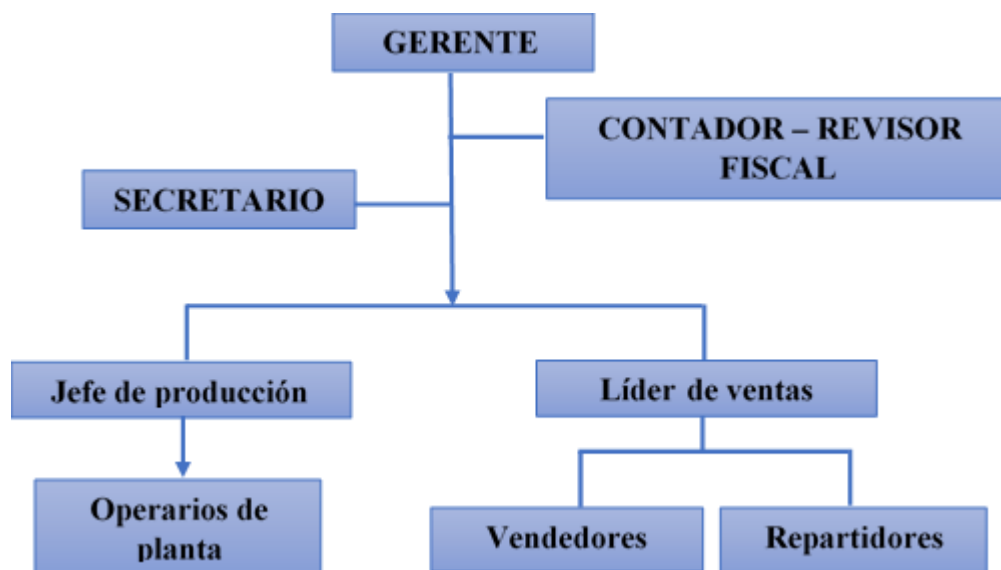 GERENTE
CONTADOR – REVISOR
FISCAL
SECRETARIO
Jefe de producción
Líder de ventas
Operarios de
planta
Vendedores
Repartidores